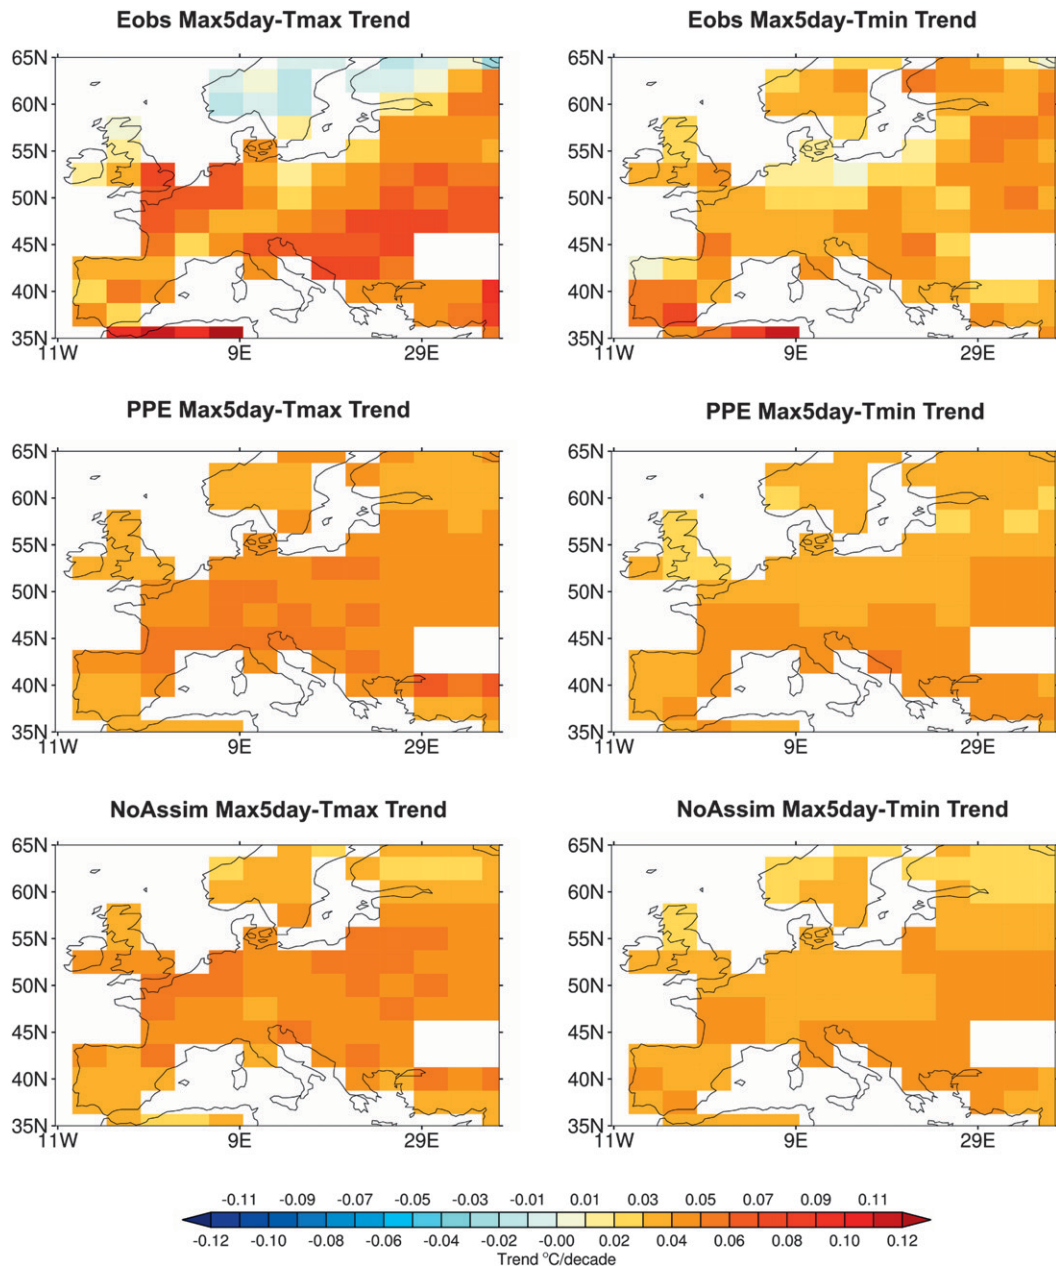 Eobs Max5day-Tmax Trend
Eobs Max5day-Tmin Trend
65N
60N
55N
50N
45N
40N
35N
11W 9E 29E
65N
60N
55N
50N
45N
40N
35N
11W 9E 29E
PPE Max5day-Tmax Trend
PPE Max5day-Tmin Trend
65N
60N
55N
50N
45N
40N
35N
11W 9E 29E
65N
60N
55N
50N
45N
40N
35N
11W 9E 29E
NoAssim Max5day-Tmax Trend
NoAssim Max5day-Tmin Trend
65N
60N
55N
50N
45N
40N
35N
11W 9E 29E
65N
60N
55N
50N
45N
40N
35N
11W 9E 29E
-0.11 -0.09 -0.07 -0.05 -0.03 -0.01 0.01 0.03 0.05 0.07 0.09 0.11
-0.12 -0.10 -0.08 -0.06 -0.04 -0.02 -0.00 0.02 0.04 0.06 0.08 0.10 0.12
Trend °C/decade